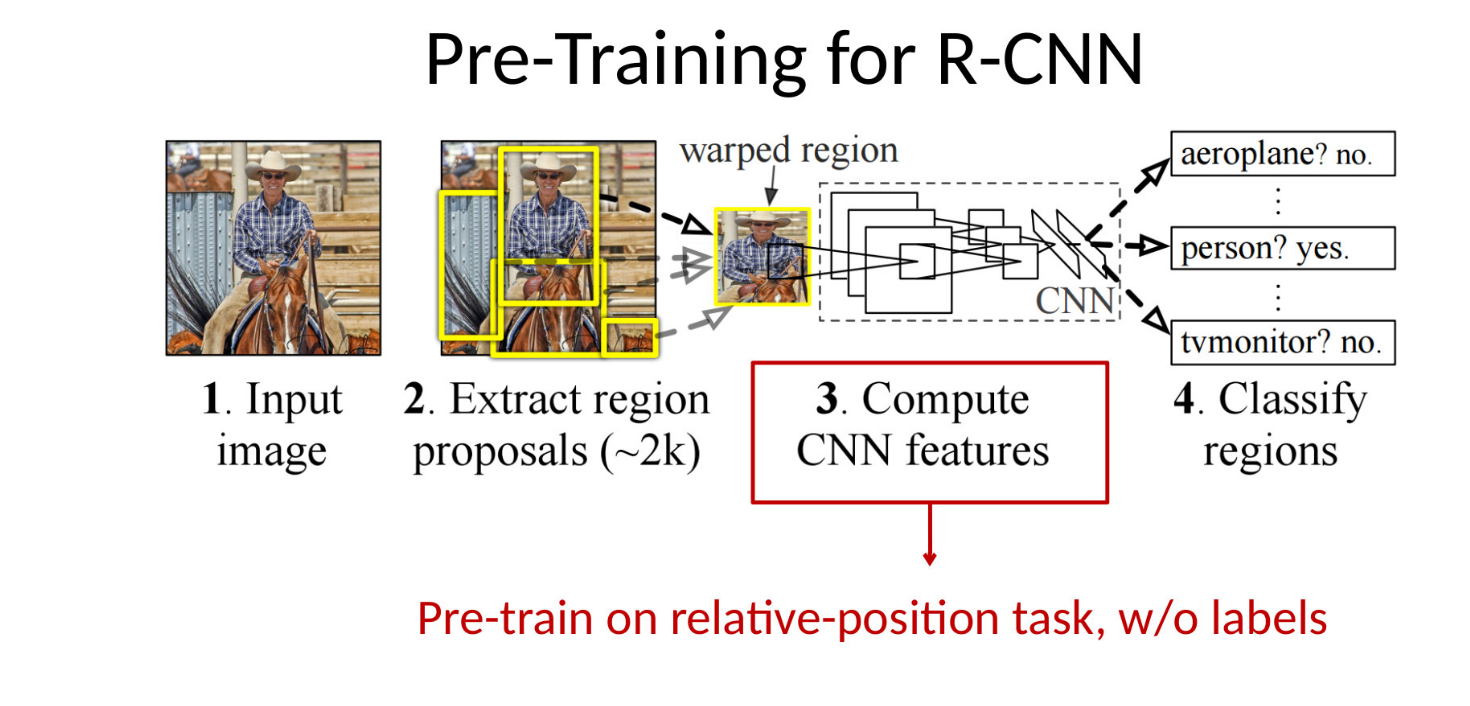 Pre-Training for R-CNN
warped region
aeroplane? no.
person? yes.
CNN
tvmonitor? no.
1. Input
image
2. Extract region
proposals (~2k)
3. Compute
CNN features
4. Classify
regions
Pre-train on relative-position task, w/o labels